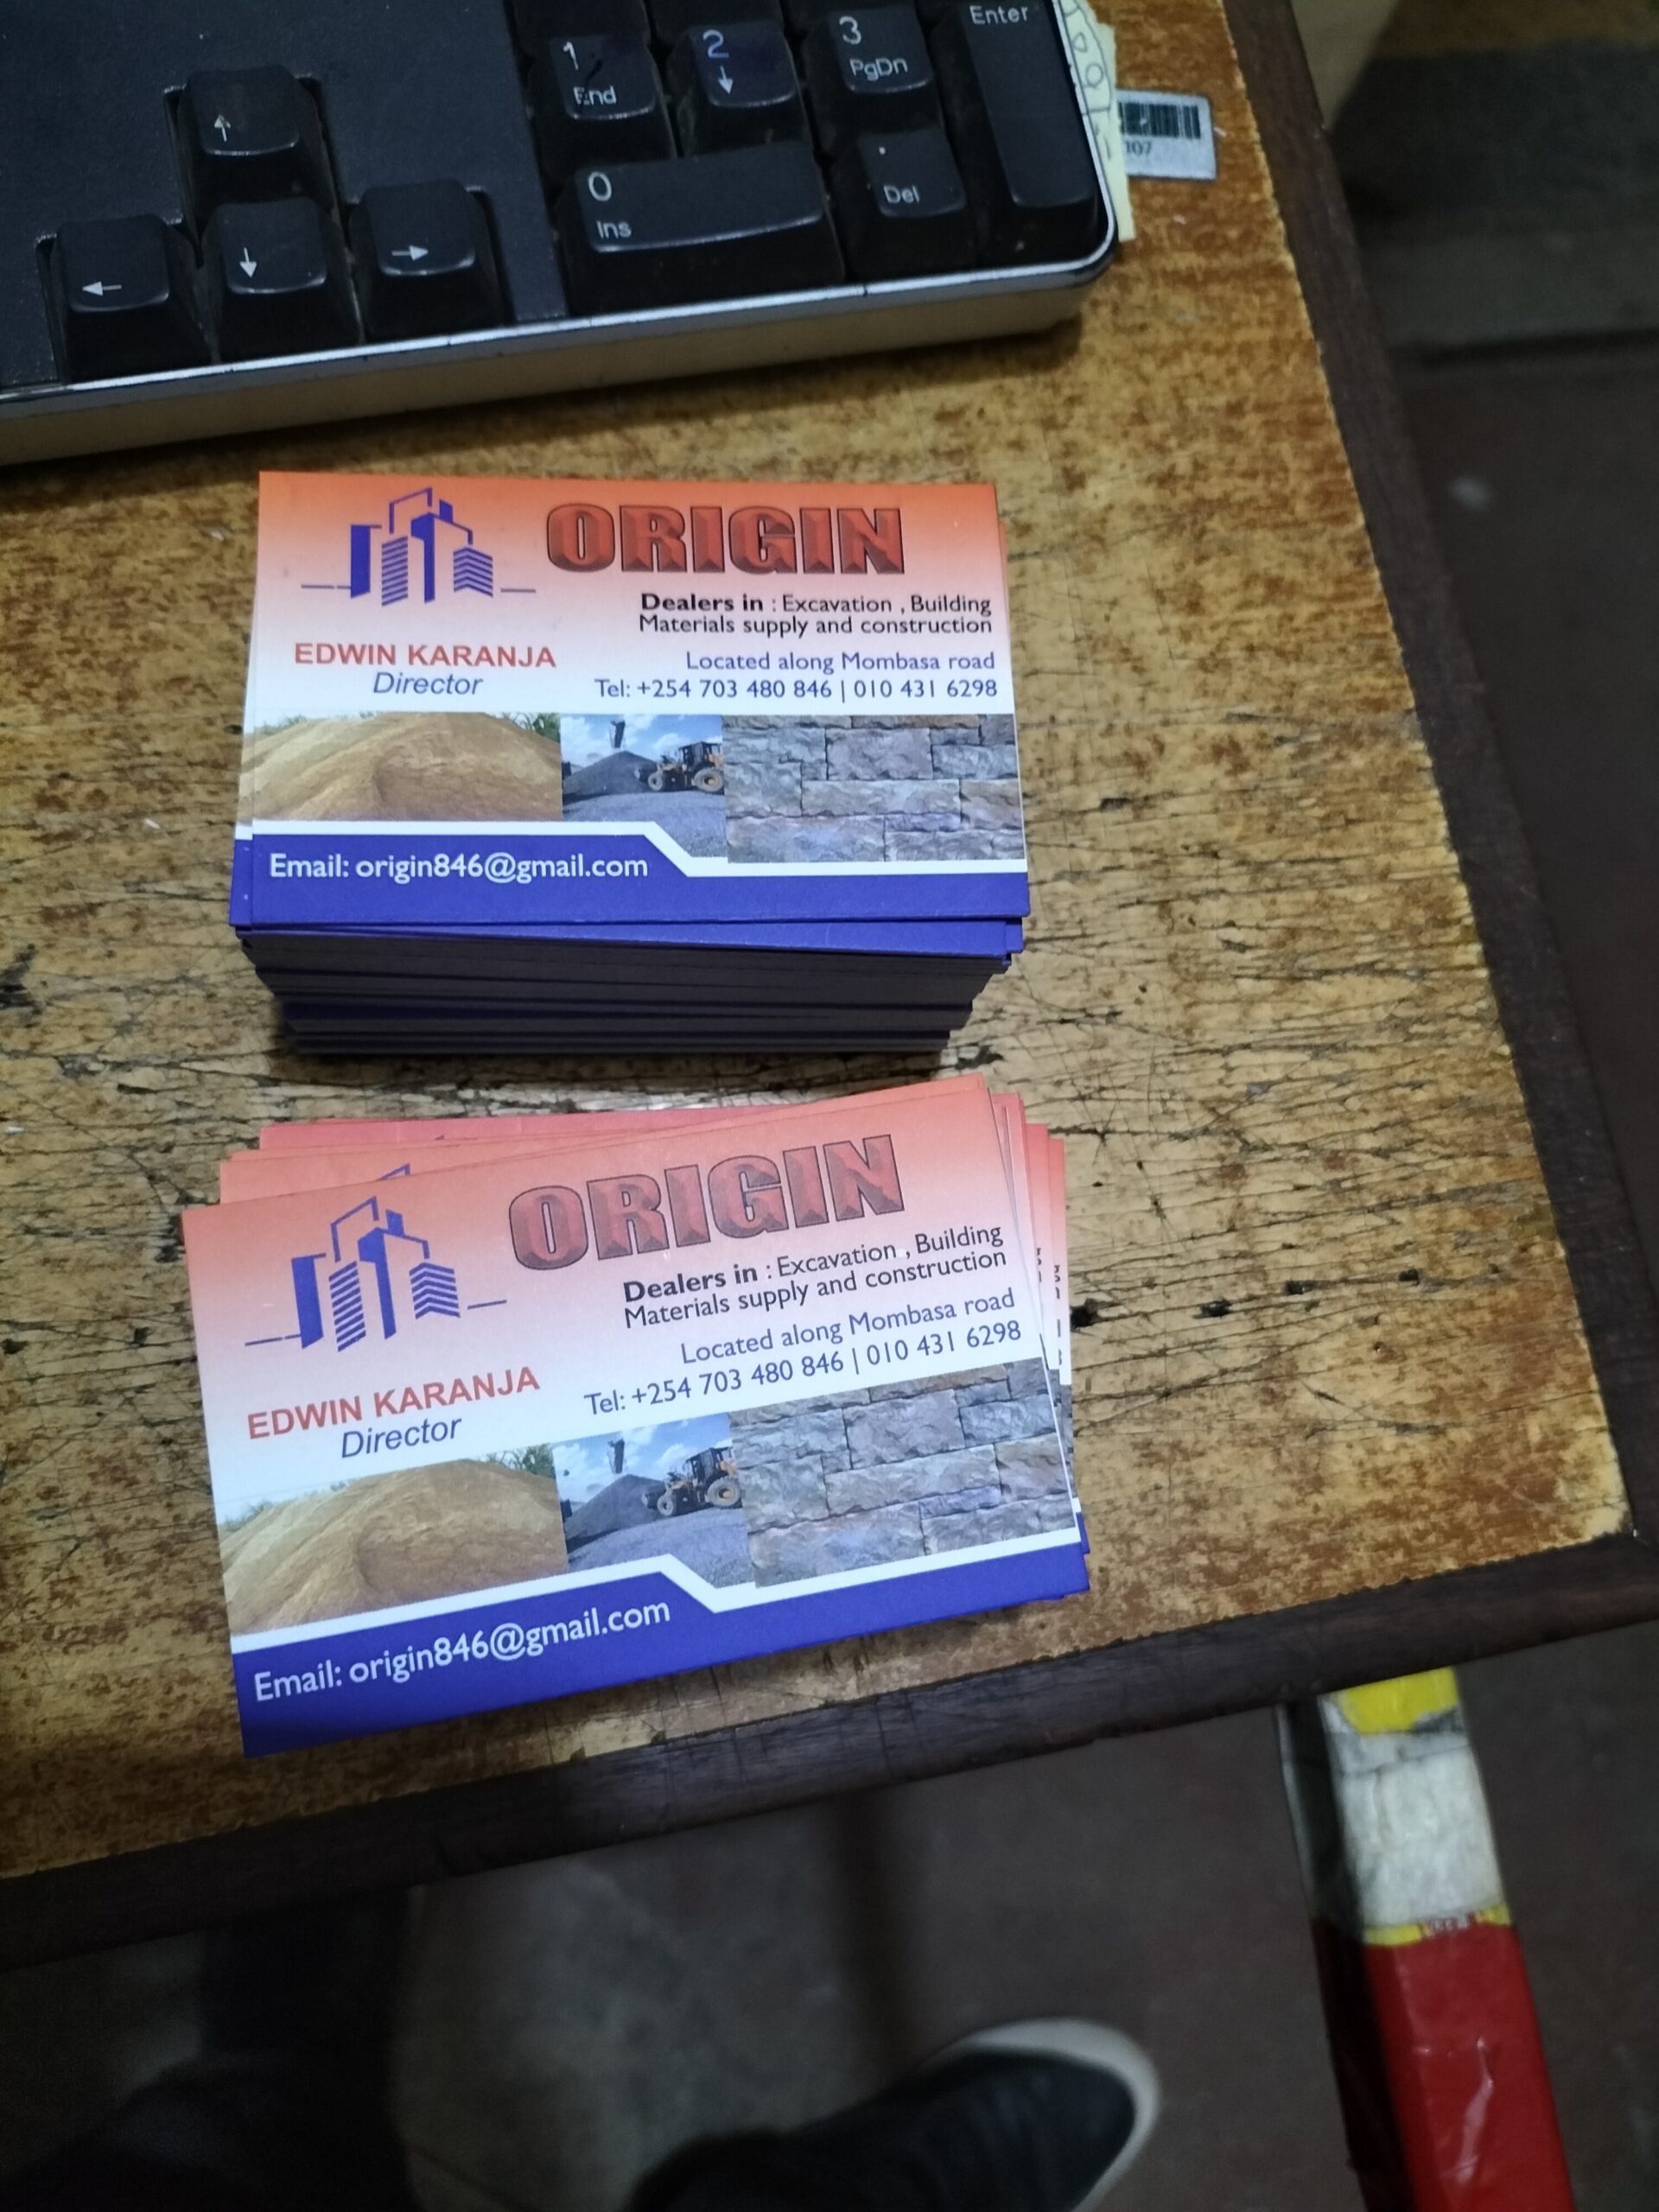 1
End
2
3
PgDn
Enter
0
Ins
.
Del
107
ORIGIN
Dealers in : Excavation , Building
Materials supply and construction
EDWIN KARANJA
Director
Located along Mombasa road
Tel: +254 703 480 846 | 010 431 6298
Email: origin846@gmail.com
ORIGIN
Dealers in : Excavation , Building
Materials supply and construction
Located along Mombasa road
Tel: +254 703 480 846 | 010 431 6298
EDWIN KARANJA
Director
Email: origin846@gmail.com